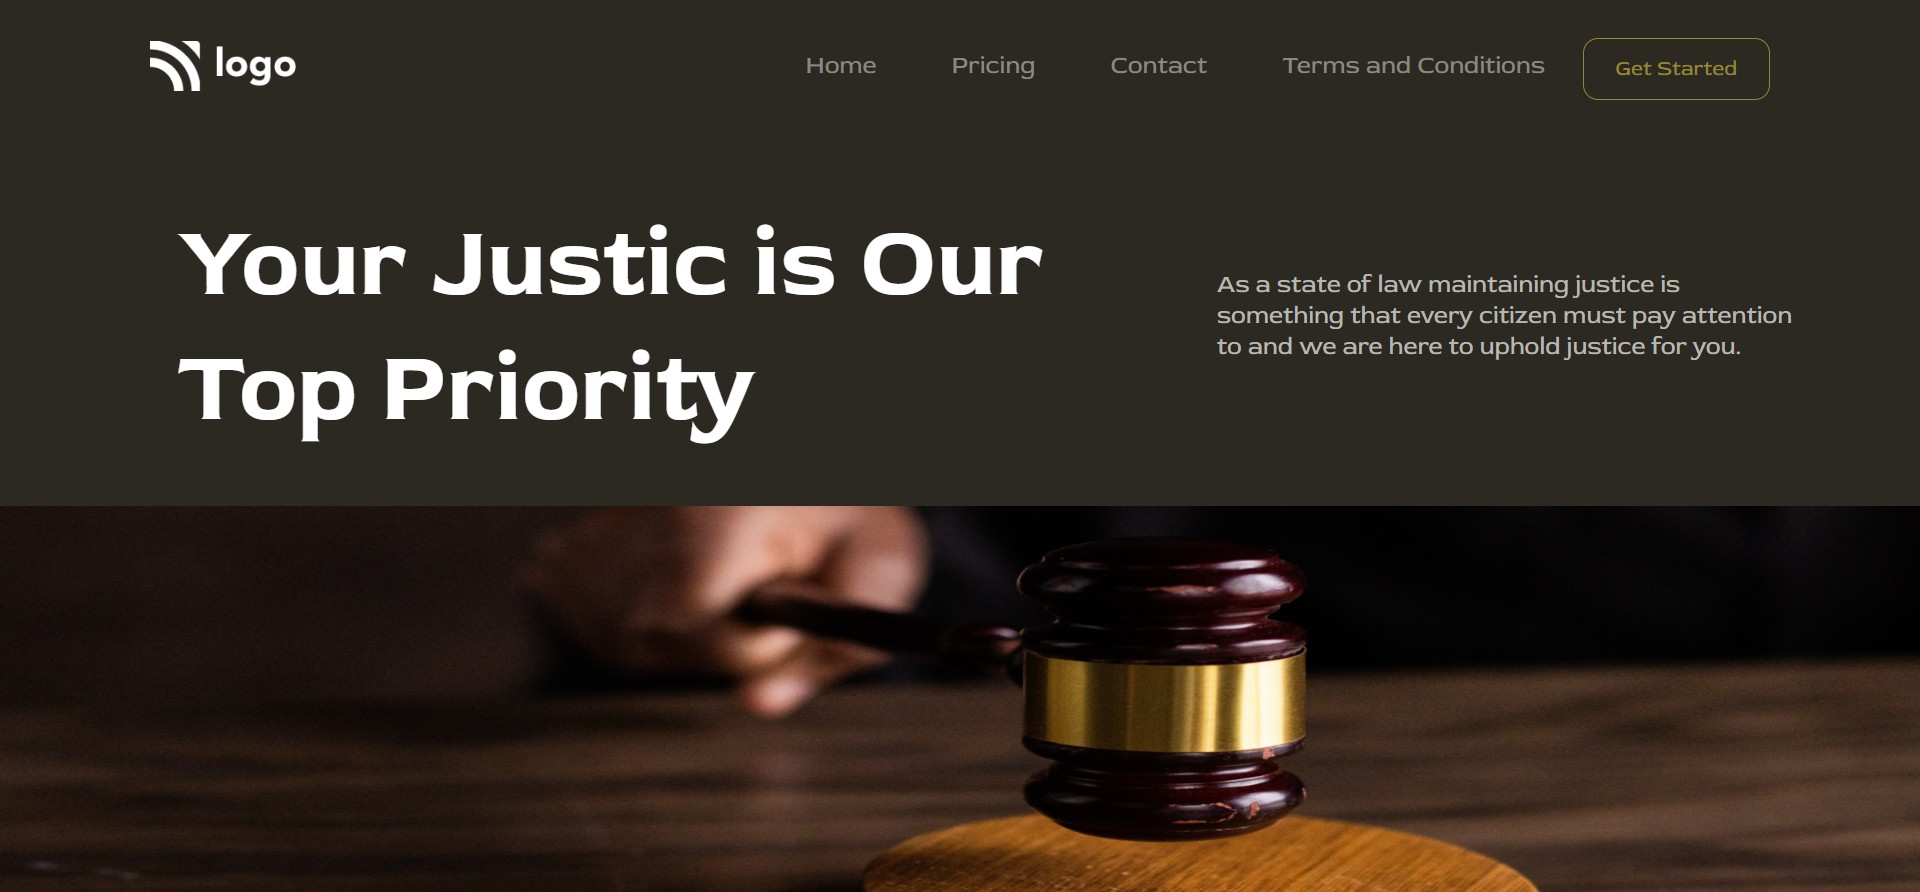 logo
Home Pricing Contact Terms and Conditions Get Started
Your Justic is Our
Top Priority
As a state of law maintaining justice is
something that every citizen must pay attention
to and we are here to uphold justice for you.